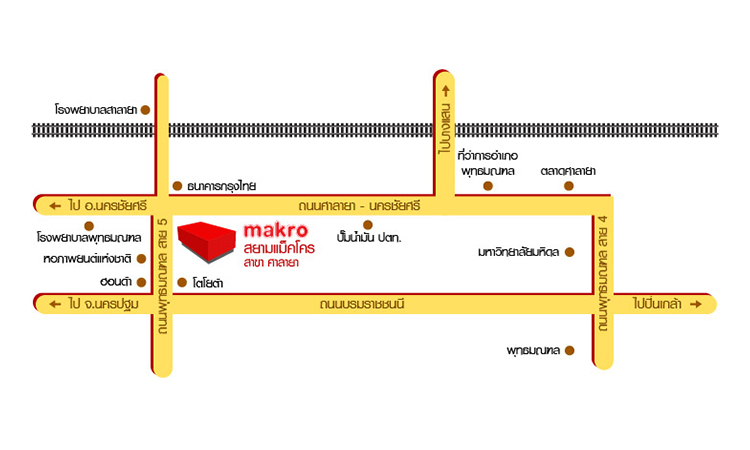 โรงพยาบาลศาลายา
ไปบางเลน
ที่ว่าการอำเภอ
พุทธมณฑล
ตลาดศาลายา
ธนาคารกรุงไทย
ไป อ.นครชัยศรี
ถนนศาลายา - นครชัยศรี
โรงพยาบาลพุทธมณฑล
ถนนพุทธมณฑล สาย 5
makro
สยามแม็คโคร
สาขา ศาลายา
ปั๊มน้ำมัน ปตท.
ถนนพุทธมณฑล สาย 4
หอภาพยนต์แห่งชาติ
มหาวิทยาลัยมหิดล
ฮอนด้า
โตโยต้า
ไป จ.นครปฐม
ถนนบรมราชชนนี
ไปปิ่นเกล้า
พุทธมณฑล